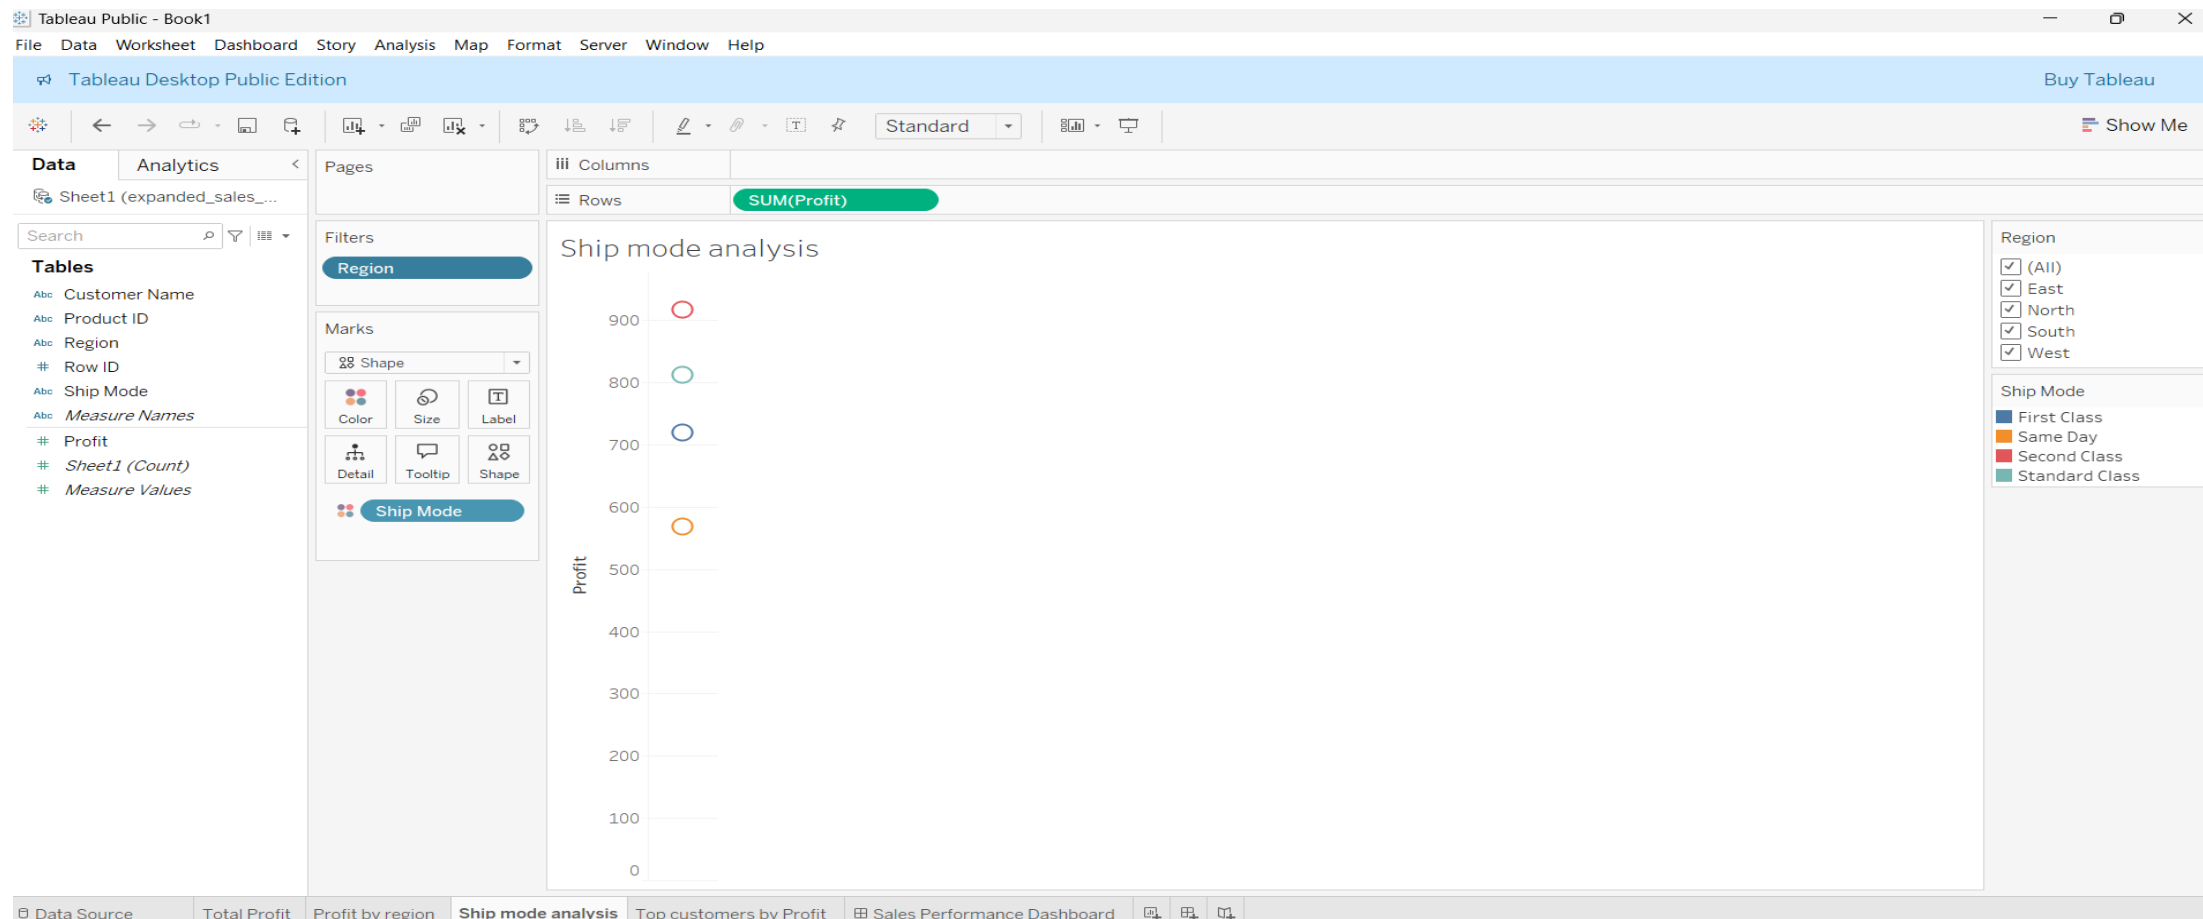 Tableau Public - Book1
File Data Worksheet Dashboard Story Analysis Map Format Server Window Help
Tableau Desktop Public Edition
Buy Tableau
Standard
Show Me
Data Analytics
Sheet1 (expanded_sales_...
Search
Tables
Abc Customer Name
Abc Product ID
Abc Region
# Row ID
Abc Ship Mode
Abc Measure Names
# Profit
# Sheet1 (Count)
# Measure Values
Pages
Filters
Region
Marks
Shape
Color Size Label
Detail Tooltip Shape
Ship Mode
Columns
Rows
SUM(Profit)
Ship mode analysis
Profit
900
800
700
600
500
400
300
200
100
0
Region
(All)
East
North
South
West
Ship Mode
First Class
Same Day
Second Class
Standard Class
Data Source Total Profit Profit by region Ship mode analysis Top customers by Profit Sales Performance Dashboard